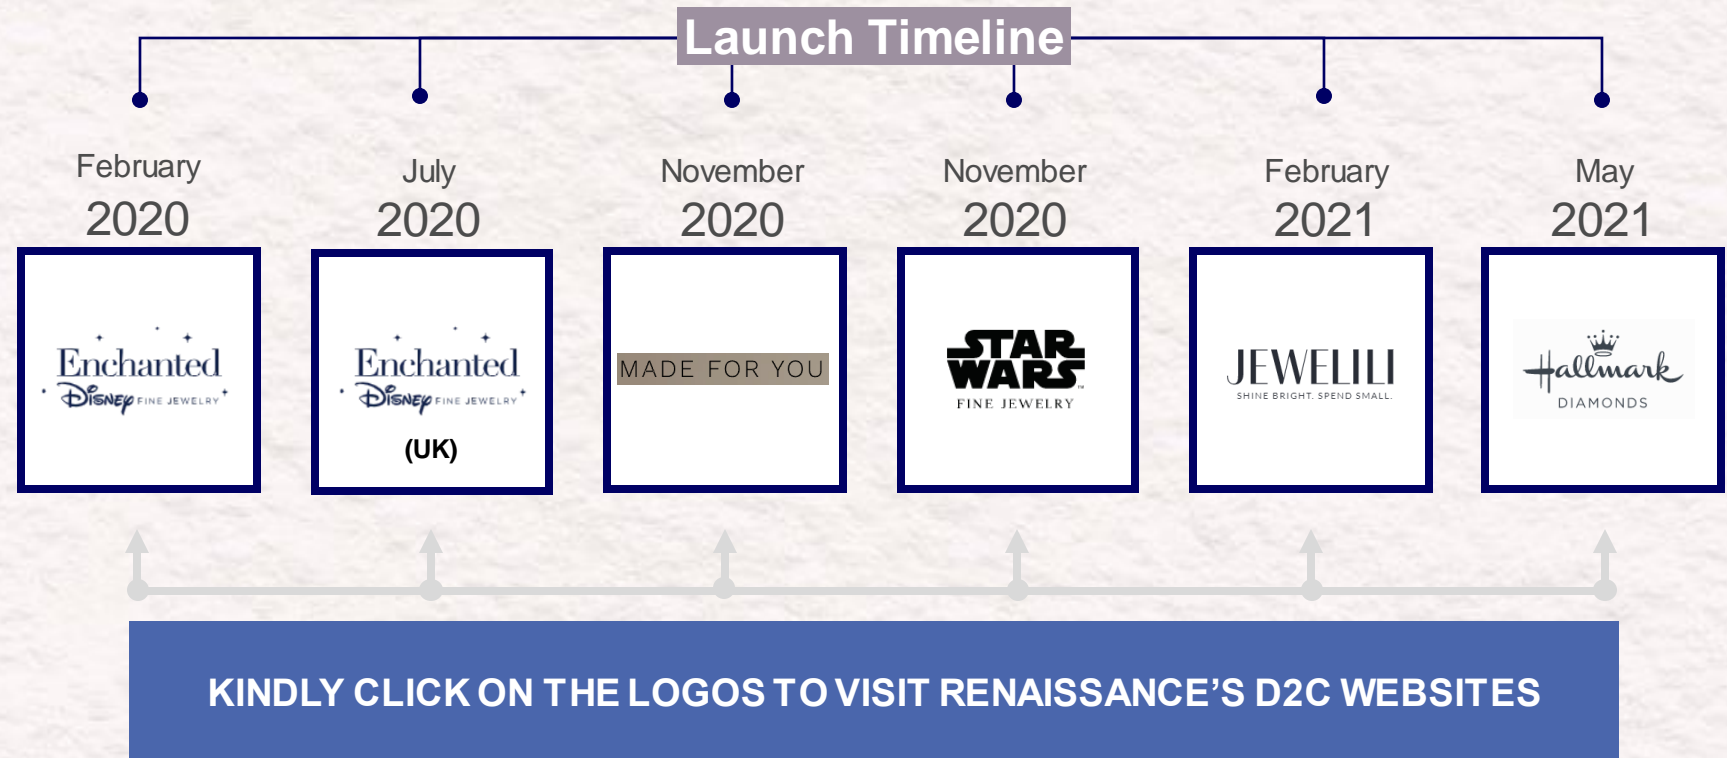 Launch Timeline
February
2020
July
2020
November
2020
November
2020
February
2021
May
2021
Enchanted
Disney FINE JEWELRY
Enchanted
Disney FINE JEWELRY
(UK)
MADE FOR YOU
STAR
WARS
TM
FINE JEWELRY
JEWELILI
SHINE BRIGHT. SPEND SMALL.
Hallmark
DIAMONDS
KINDLY CLICK ON THE LOGOS TO VISIT RENAISSANCE’S D2C WEBSITES